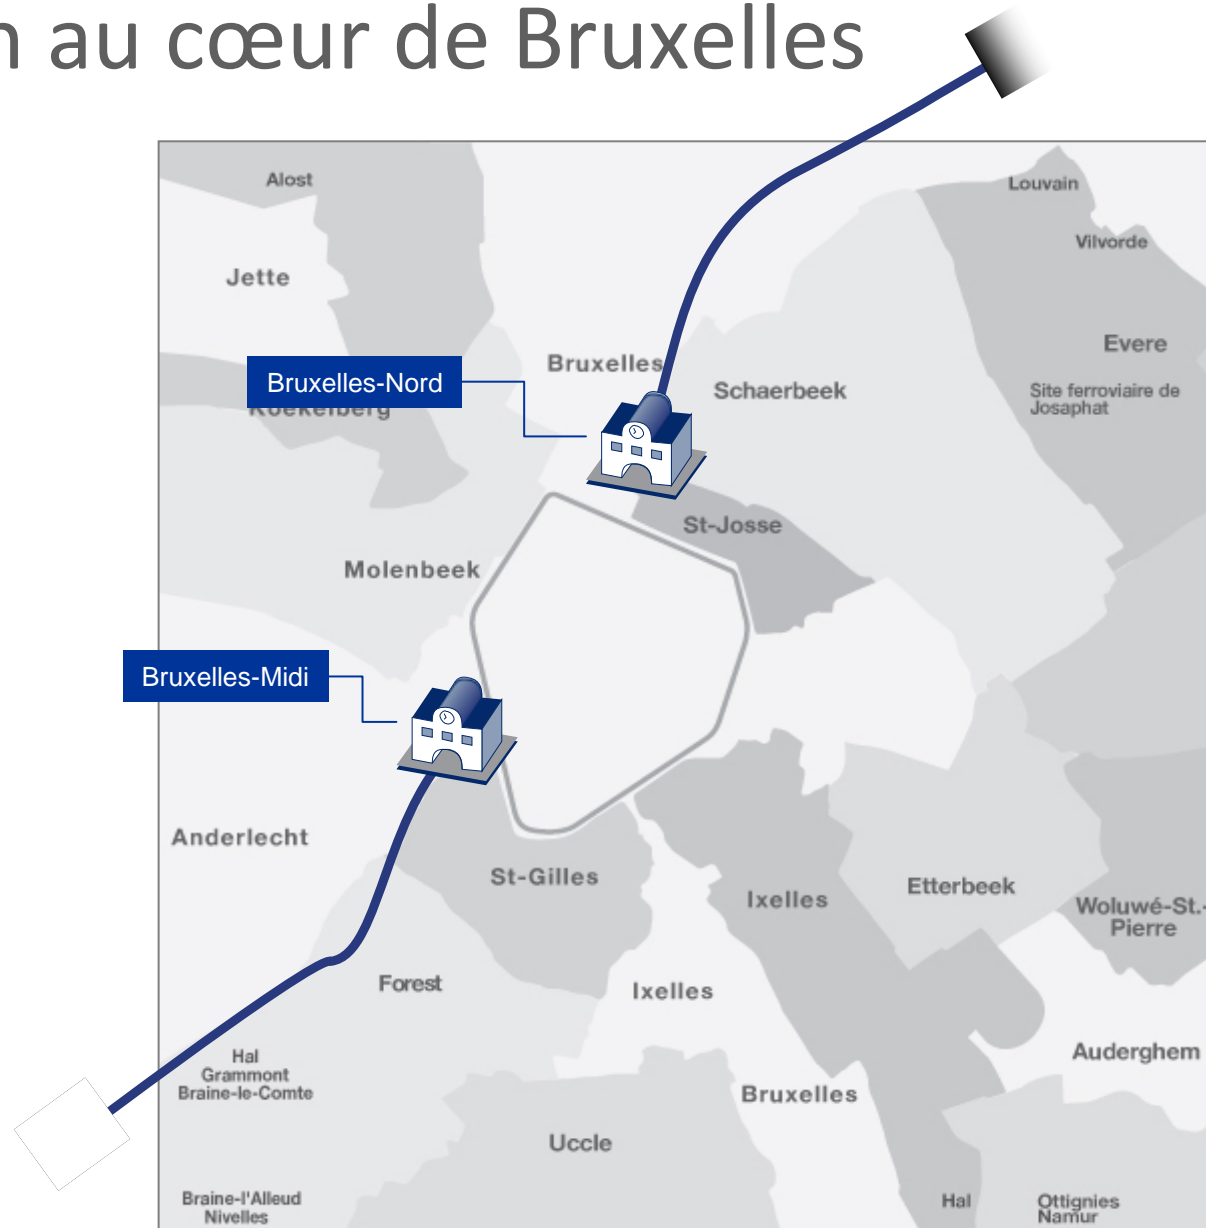 n au cœur de Bruxelles
Alost
Louvain
Vilvorde
Jette
Evere
Bruxelles
Bruxelles-Nord
Schaerbeek
Site ferroviaire de
Josaphat
Koekelberg
St-Josse
Molenbeek
Bruxelles-Midi
Anderlecht
St-Gilles
Etterbeek
Ixelles
Woluwé-St.-
Pierre
Forest
Ixelles
Hal
Grammont
Braine-le-Comte
Auderghem
Bruxelles
Uccle
Braine-l'Alleud
Nivelles
Hal
Ottignies
Namur